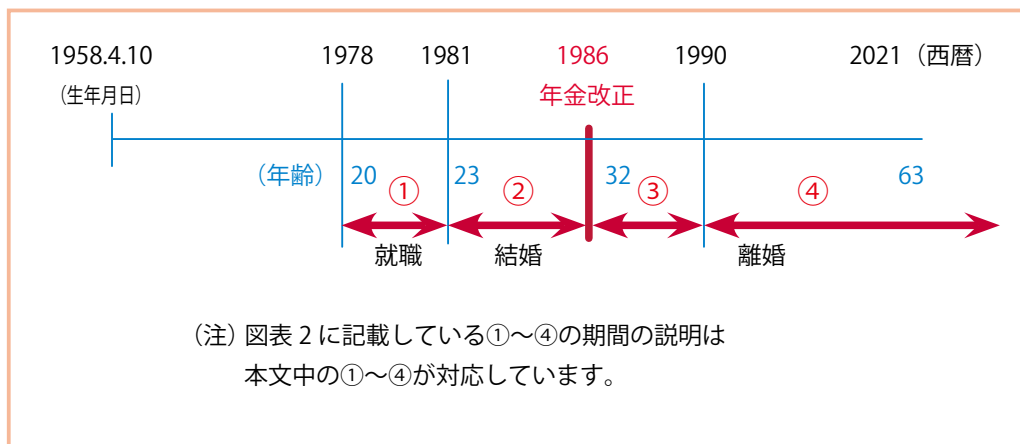 1958.4.10 1978 1981 1986 1990 2021（西暦）
（生年月日） 年金改正
（年齢） 20 23 32 63
① ② ③ ④
就職 結婚 離婚
（注）図表 2 に記載している①～④の期間の説明は
本文中の①～④が対応しています。